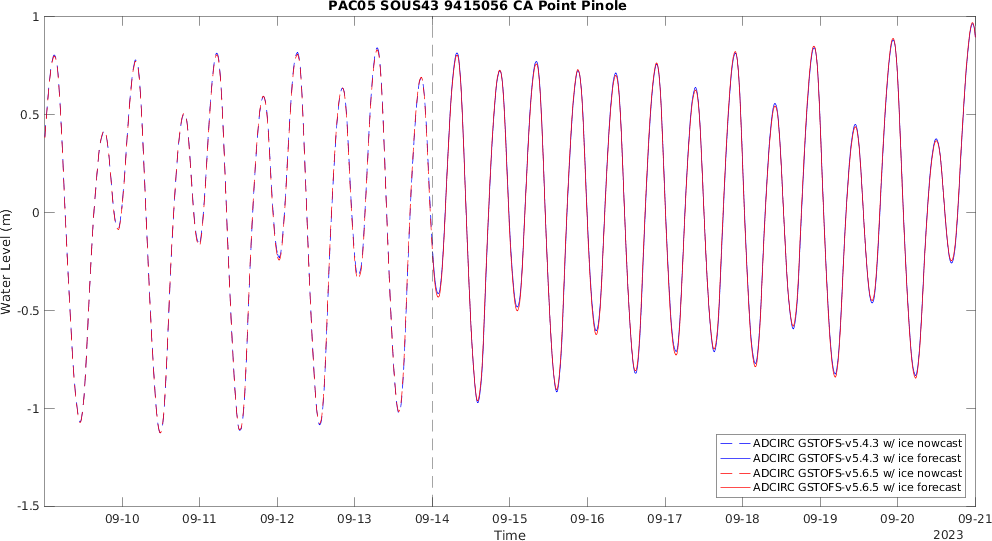 PAC05 SOUS43 9415056 CA Point Pinole
1
0.5
0
-0.5
-1
-1.5
Water Level (m)
ADCIRC GSTOFS-v5.4.3 w/ ice nowcast
ADCIRC GSTOFS-v5.4.3 w/ ice forecast
ADCIRC GSTOFS-v5.6.5 w/ ice nowcast
ADCIRC GSTOFS-v5.6.5 w/ ice forecast
09-10 09-11 09-12 09-13 09-14 09-15 09-16 09-17 09-18 09-19 09-20 09-21
Time
2023